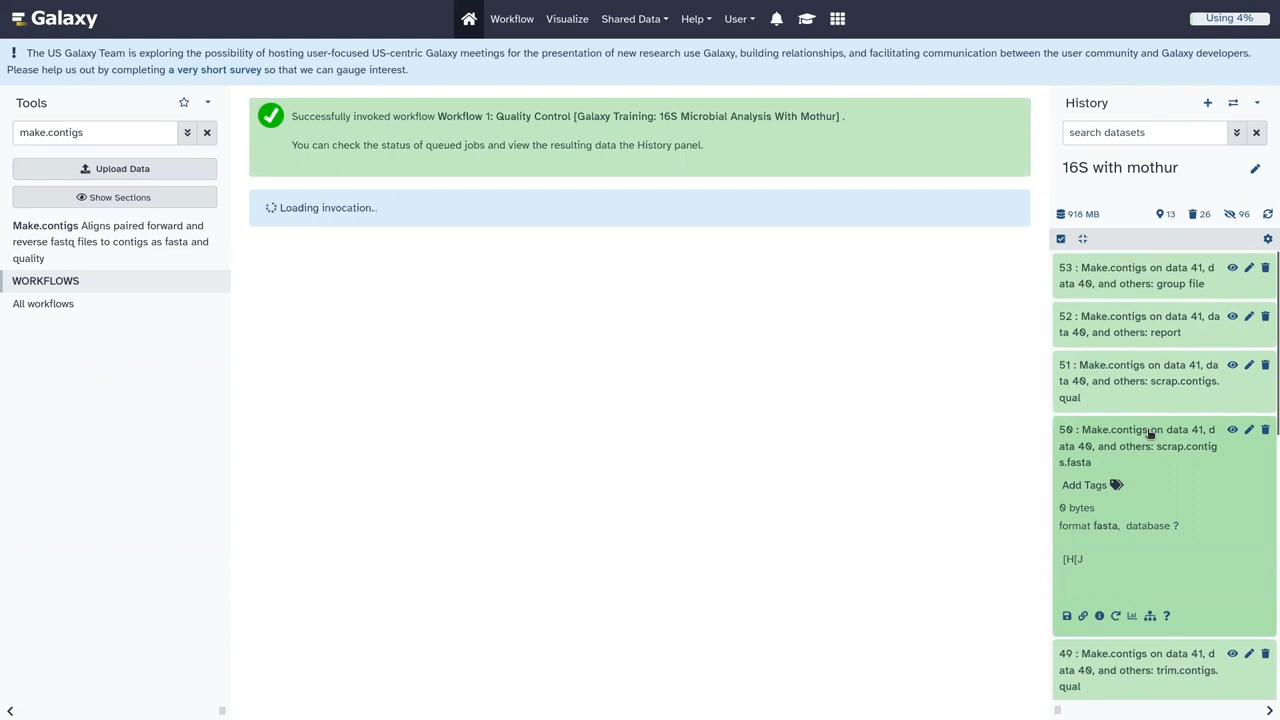 Galaxy
Workflow Visualize Shared Data Help User
Using 4%
! The US Galaxy Team is exploring the possibility of hosting user-focused US-centric Galaxy meetings for the presentation of new research use Galaxy, building relationships, and facilitating communication between the user community and Galaxy developers.
Please help us out by completing a very short survey so that we can gauge interest.
Tools
make.contigs
Upload Data
Show Sections
Make.contigs Aligns paired forward and
reverse fastq files to contigs as fasta and
quality
WORKFLOWS
All workflows
Successfully invoked workflow Workflow 1: Quality Control [Galaxy Training: 16S Microbial Analysis With Mothur] .
You can check the status of queued jobs and view the resulting data the History panel.
Loading invocation..
History
search datasets
16S with mothur
918 MB 13 26 96
53 : Make.contigs on data 41, d
ata 40, and others: group file
52 : Make.contigs on data 41, da
ta 40, and others: report
51 : Make.contigs on data 41, da
ta 40, and others: scrap.contigs.
qual
50 : Make.contigs on data 41, d
ata 40, and others: scrap.contig
s.fasta
Add Tags
0 bytes
format fasta, database ?
[H[J
?
49 : Make.contigs on data 41, d
ata 40, and others: trim.contigs.
qual